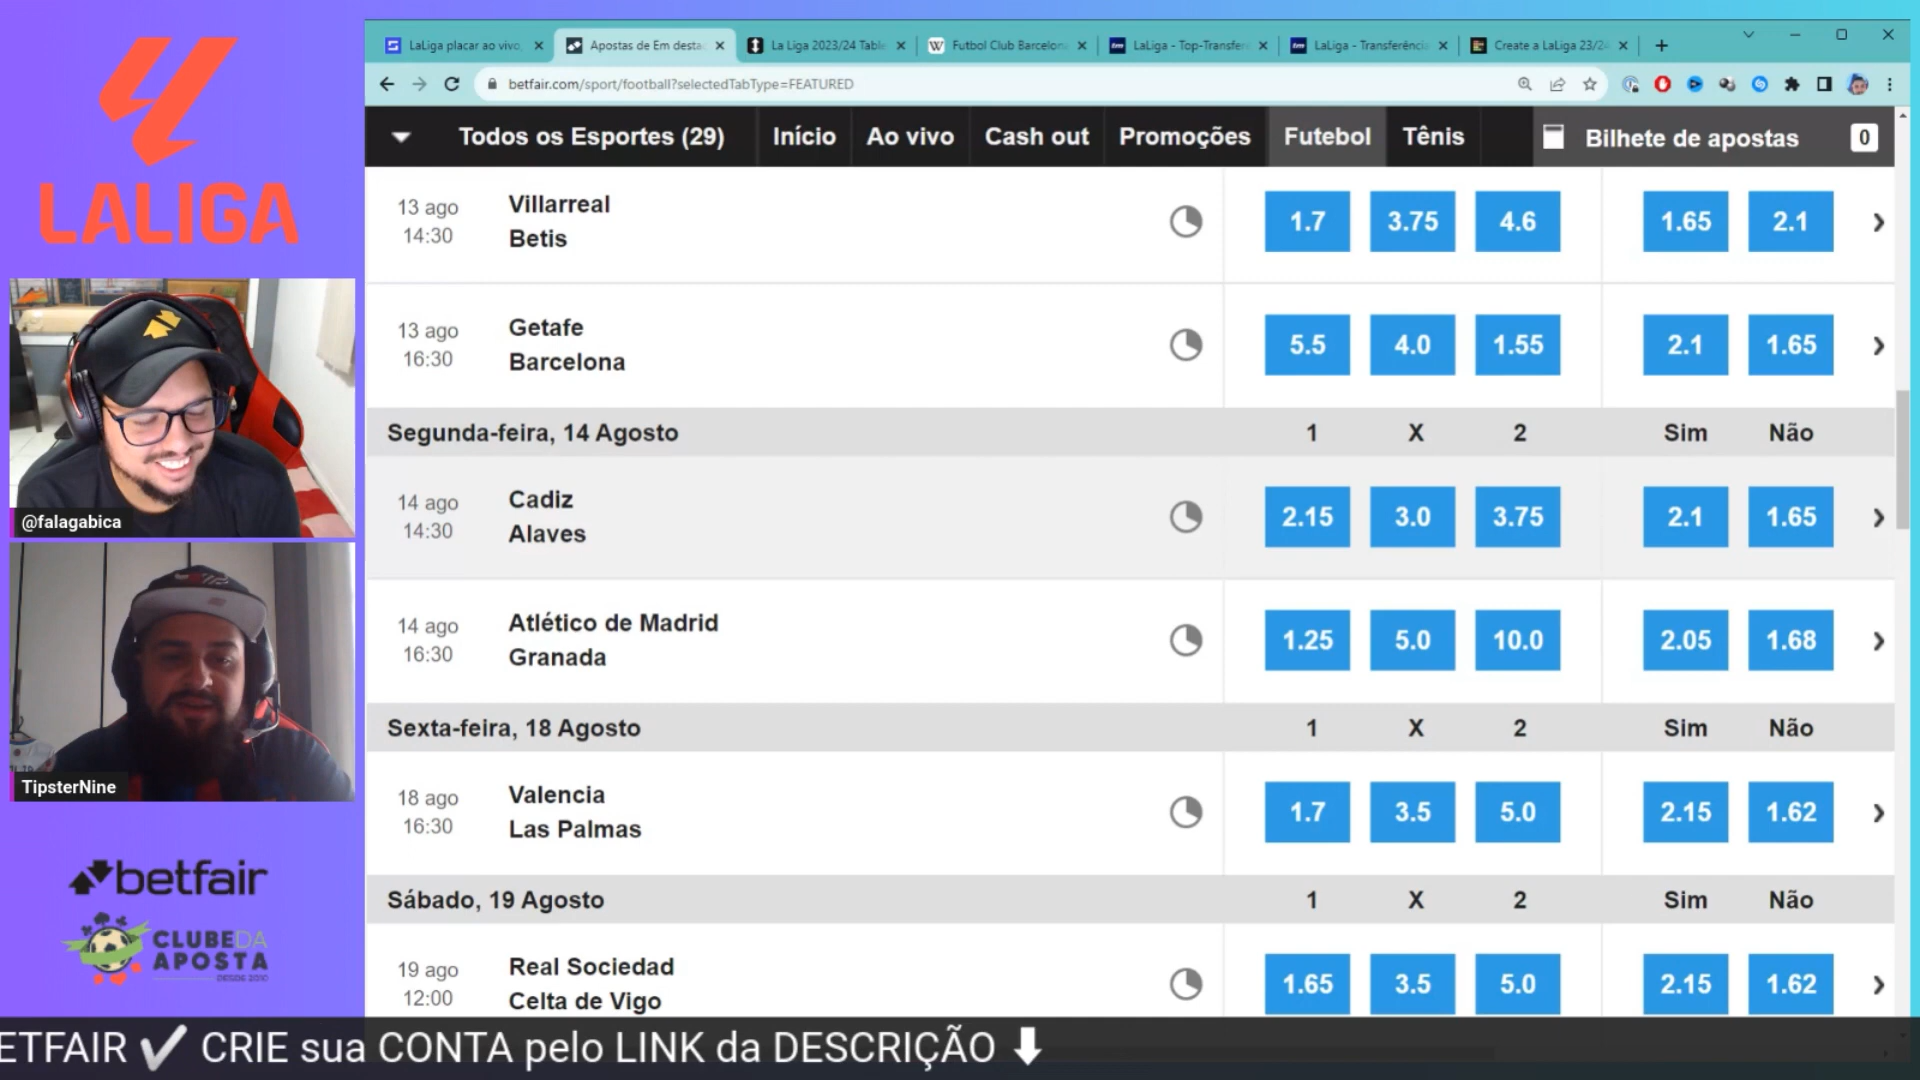 LALIGA
@falagabica
TipsterNine
betfair
CLUBE DA
APOSTA
DESDE 2010
LaLiga placar ao vivo,
Apostas de Em desta
La Liga 2023/24 Table
Futbol Club Barcelon
LaLiga - Top-Transfer
LaLiga - Transferência
Create a LaLiga 23/24
betfair.com/sport/football?selectedTabType=FEATURED
Todos os Esportes (29) Início Ao vivo Cash out Promoções Futebol Tênis Bilhete de apostas 0
13 ago
14:30
Villarreal
Betis
1.7 3.75 4.6 1.65 2.1
13 ago
16:30
Getafe
Barcelona
5.5 4.0 1.55 2.1 1.65
Segunda-feira, 14 Agosto 1 X 2 Sim Não
14 ago
14:30
Cadiz
Alaves
2.15 3.0 3.75 2.1 1.65
14 ago
16:30
Atlético de Madrid
Granada
1.25 5.0 10.0 2.05 1.68
Sexta-feira, 18 Agosto 1 X 2 Sim Não
18 ago
16:30
Valencia
Las Palmas
1.7 3.5 5.0 2.15 1.62
Sábado, 19 Agosto 1 X 2 Sim Não
19 ago
12:00
Real Sociedad
Celta de Vigo
1.65 3.5 5.0 2.15 1.62
ETFAIR ✔ CRIE sua CONTA pelo LINK da DESCRIÇÃO ⬇